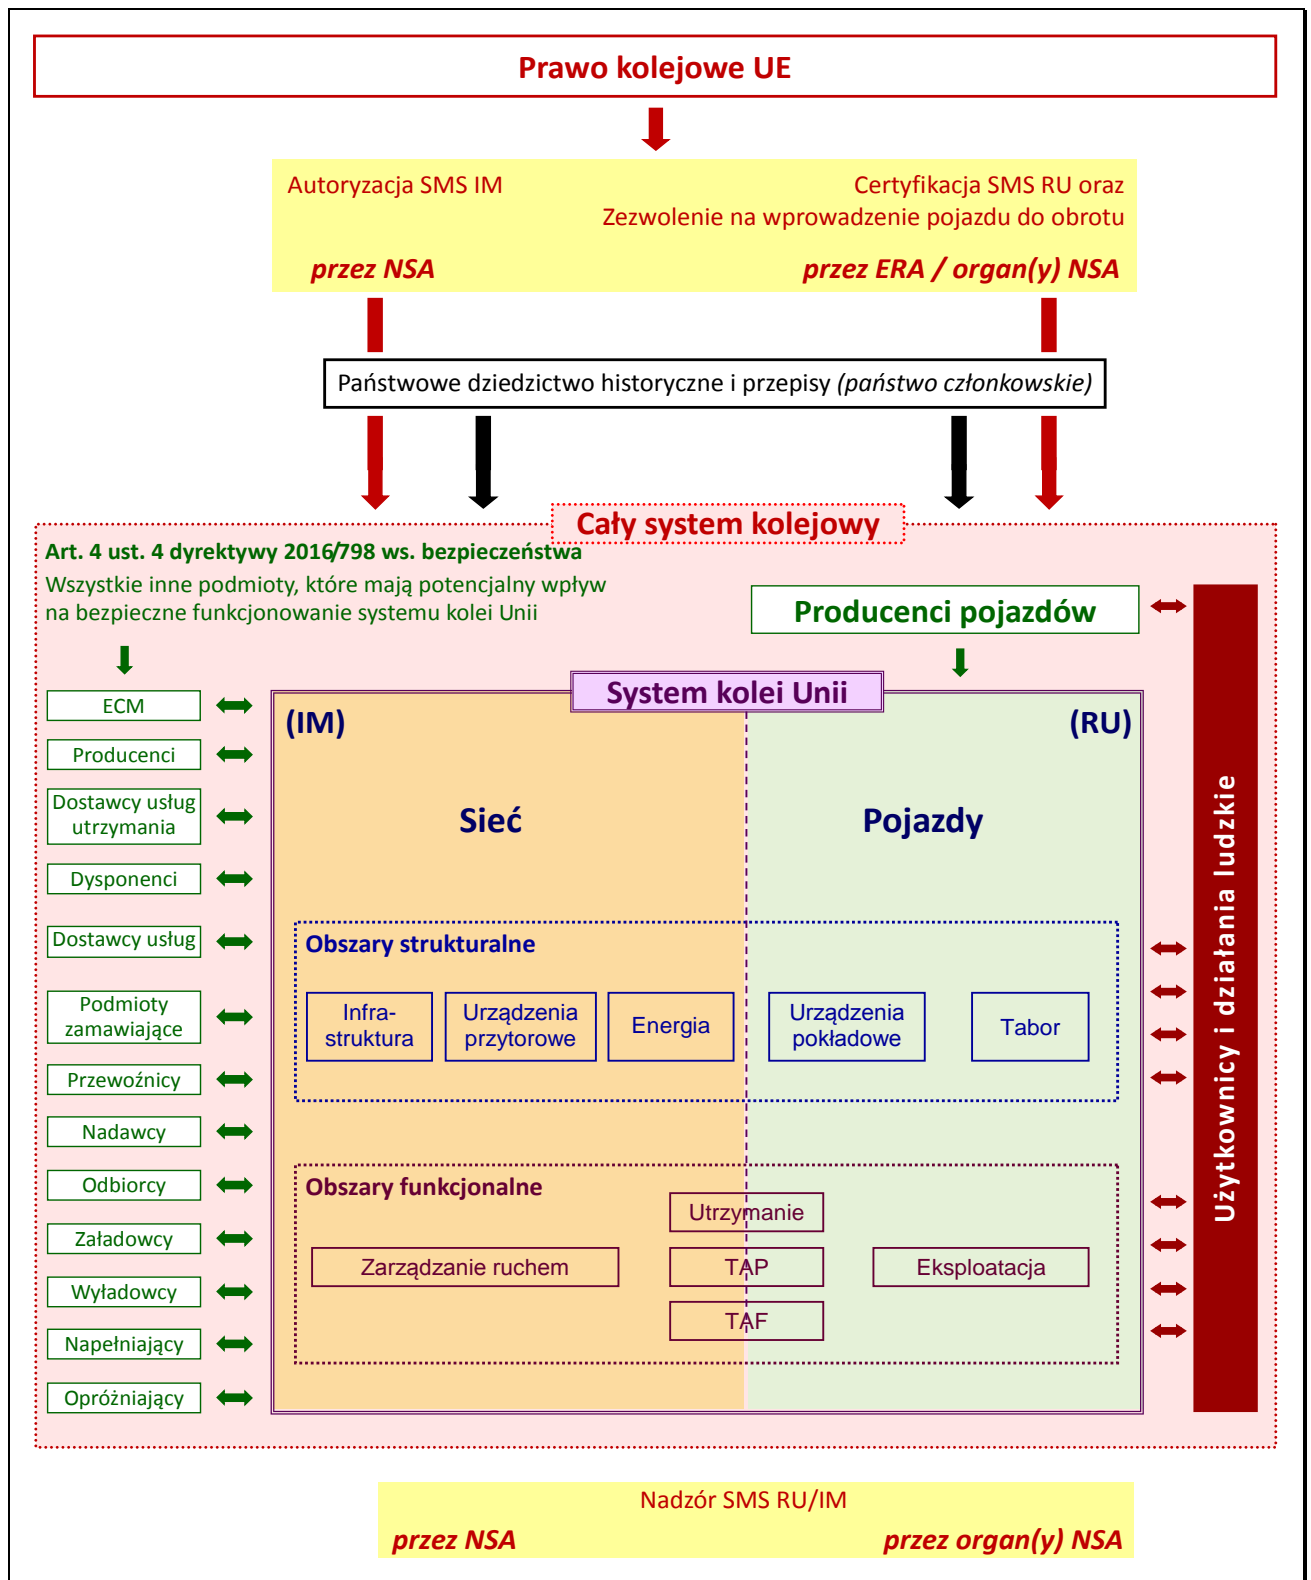 Prawo kolejowe UE
Autoryzacja SMS IM
Certyfikacja SMS RU oraz
Zezwolenie na wprowadzenie pojazdu do obrotu
przez NSA
przez ERA / organ(y) NSA
Państwowe dziedzictwo historyczne i przepisy (państwo członkowskie)
Cały system kolejowy
Art. 4 ust. 4 dyrektywy 2016/798 ws. bezpieczeństwa
Wszystkie inne podmioty, które mają potencjalny wpływ
na bezpieczne funkcjonowanie systemu kolei Unii
Producenci pojazdów
ECM
Producenci
Dostawcy usług
utrzymania
Dysponenci
Dostawcy usług
Podmioty
zamawiające
Przewoźnicy
Nadawcy
Odbiorcy
Załadowcy
Wyładowcy
Napełniający
Opróżniający
System kolei Unii
(IM)
(RU)
Sieć
Pojazdy
Obszary strukturalne
Infra-
struktura
Urządzenia
przytorowe
Energia
Urządzenia
pokładowe
Tabor
Obszary funkcjonalne
Utrzymanie
Zarządzanie ruchem
TAP
Eksploatacja
TAF
Użytkownicy i działania ludzkie
Nadzór SMS RU/IM
przez NSA
przez organ(y) NSA